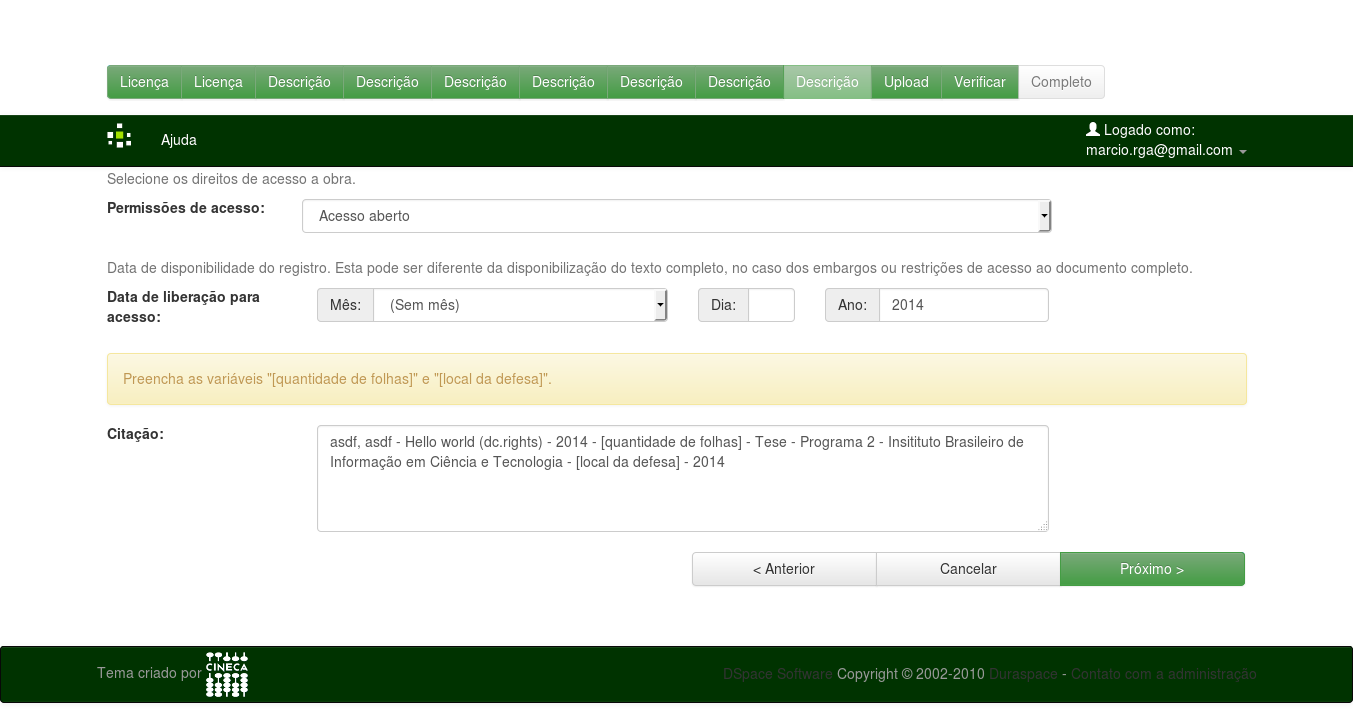 Licença Licença Descrição Descrição Descrição Descrição Descrição Descrição Descrição Upload Verificar Completo
Ajuda
Logado como:
marcio.rga@gmail.com
Selecione os direitos de acesso a obra.
Permissões de acesso: Acesso aberto
Data de disponibilidade do registro. Esta pode ser diferente da disponibilização do texto completo, no caso dos embargos ou restrições de acesso ao documento completo.
Data de liberação para
acesso:
Mês: (Sem mês) Dia: Ano: 2014
Preencha as variáveis "[quantidade de folhas]" e "[local da defesa]".
Citação:
asdf, asdf - Hello world (dc.rights) - 2014 - [quantidade de folhas] - Tese - Programa 2 - Insitituto Brasileiro de
Informação em Ciência e Tecnologia - [local da defesa] - 2014
< Anterior Cancelar Próximo >
Tema criado por CINECA
DSpace Software Copyright © 2002-2010 Duraspace - Contato com a administração